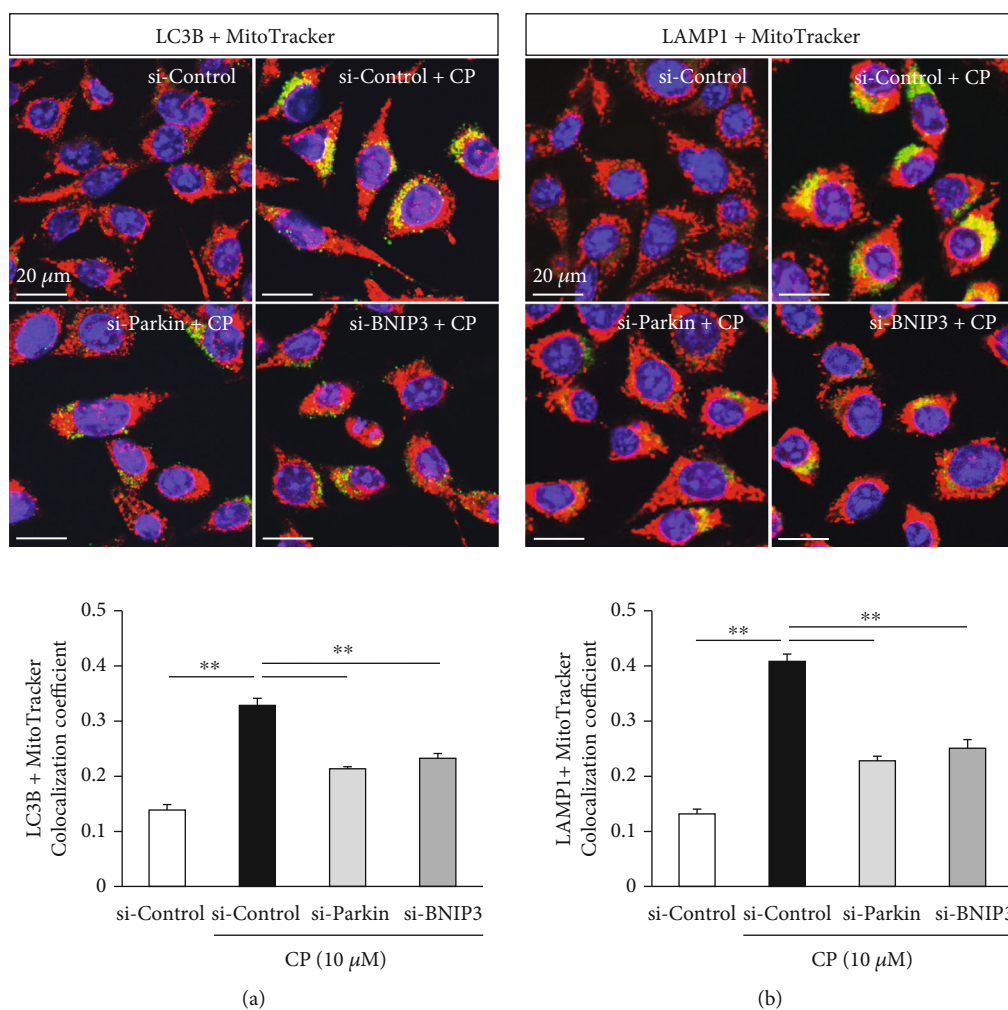 LC3B + MitoTracker
si-Control
si-Control + CP
20 μm
si-Parkin + CP
si-BNIP3 + CP
0.5
0.4
0.3
0.2
0.1
0
LC3B + MitoTracker
Colocalization coefficient
**
**
si-Control
si-Control
si-Parkin
si-BNIP3
CP (10 μM)
(a)
LAMP1 + MitoTracker
si-Control
si-Control + CP
20 μm
si-Parkin + CP
si-BNIP3 + CP
0.5
0.4
0.3
0.2
0.1
0
LAMP1+ MitoTracker
Colocalization coefficient
**
**
si-Control
si-Control
si-Parkin
si-BNIP3
CP (10 μM)
(b)